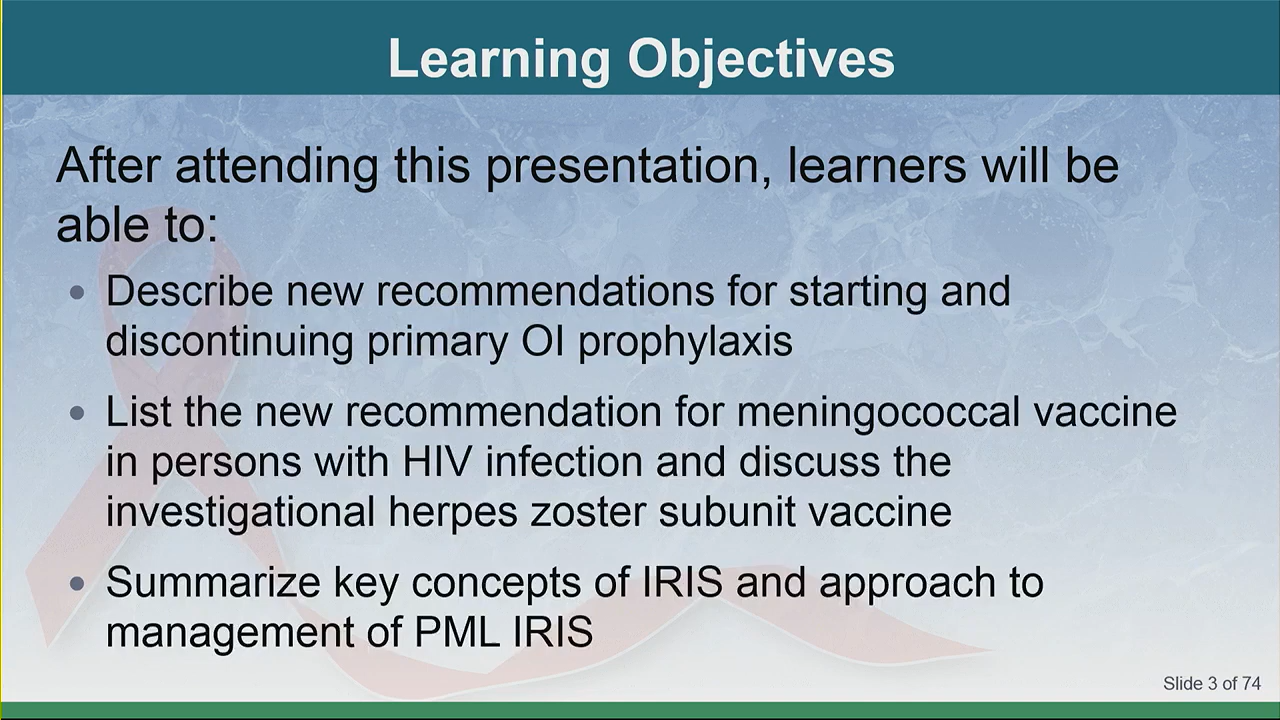 Learning Objectives
After attending this presentation, learners will be
able to:
• Describe new recommendations for starting and
discontinuing primary OI prophylaxis
• List the new recommendation for meningococcal vaccine
in persons with HIV infection and discuss the
investigational herpes zoster subunit vaccine
• Summarize key concepts of IRIS and approach to
management of PML IRIS
Slide 3 of 74